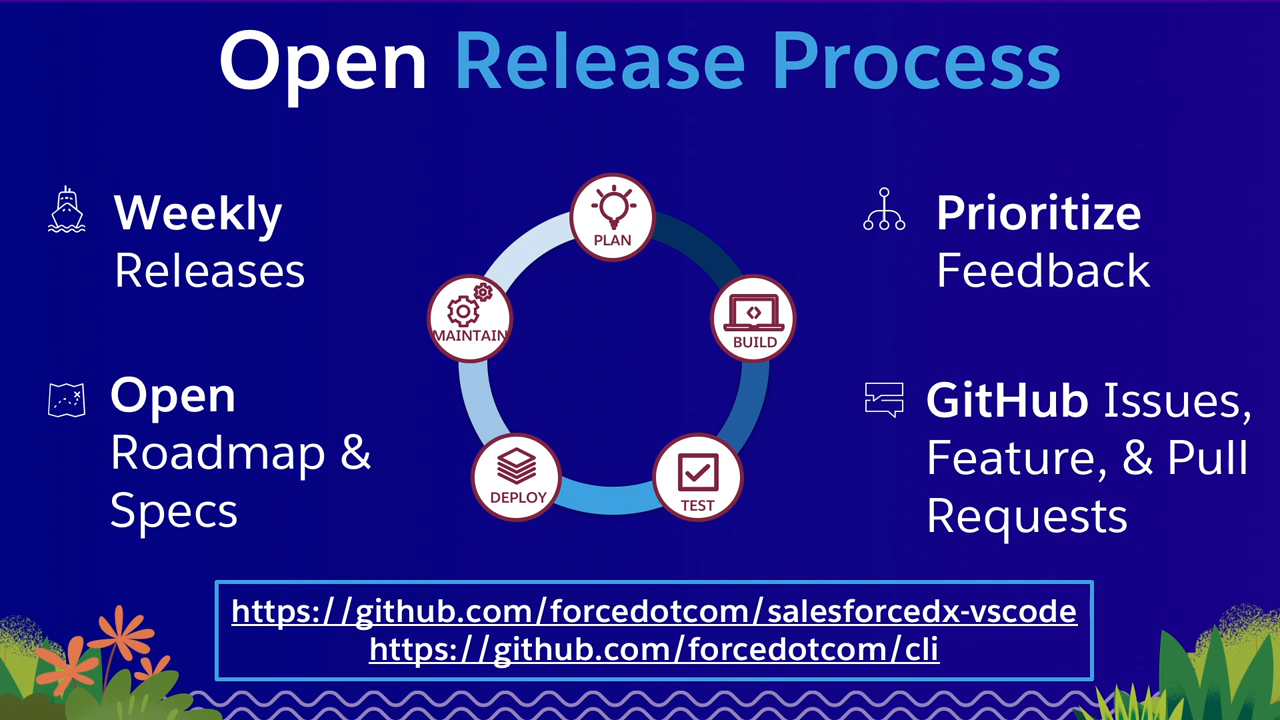 Open Release Process
Weekly
Releases
Open
Roadmap &
Specs
PLAN
BUILD
TEST
DEPLOY
MAINTAIN
Prioritize
Feedback
GitHub Issues,
Feature, & Pull
Requests
https://github.com/forcedotcom/salesforcedx-vscode
https://github.com/forcedotcom/cli